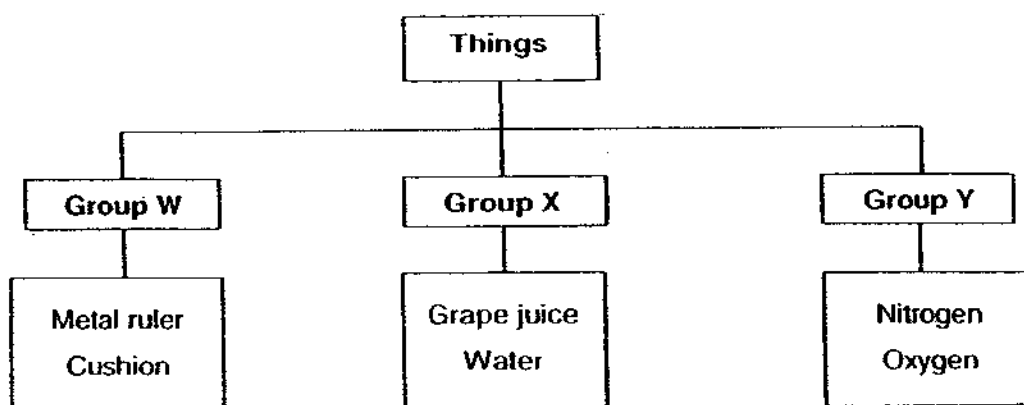 Things
Group W
Group X
Group Y
Metal ruler
Cushion
Grape juice
Water
Nitrogen
Oxygen